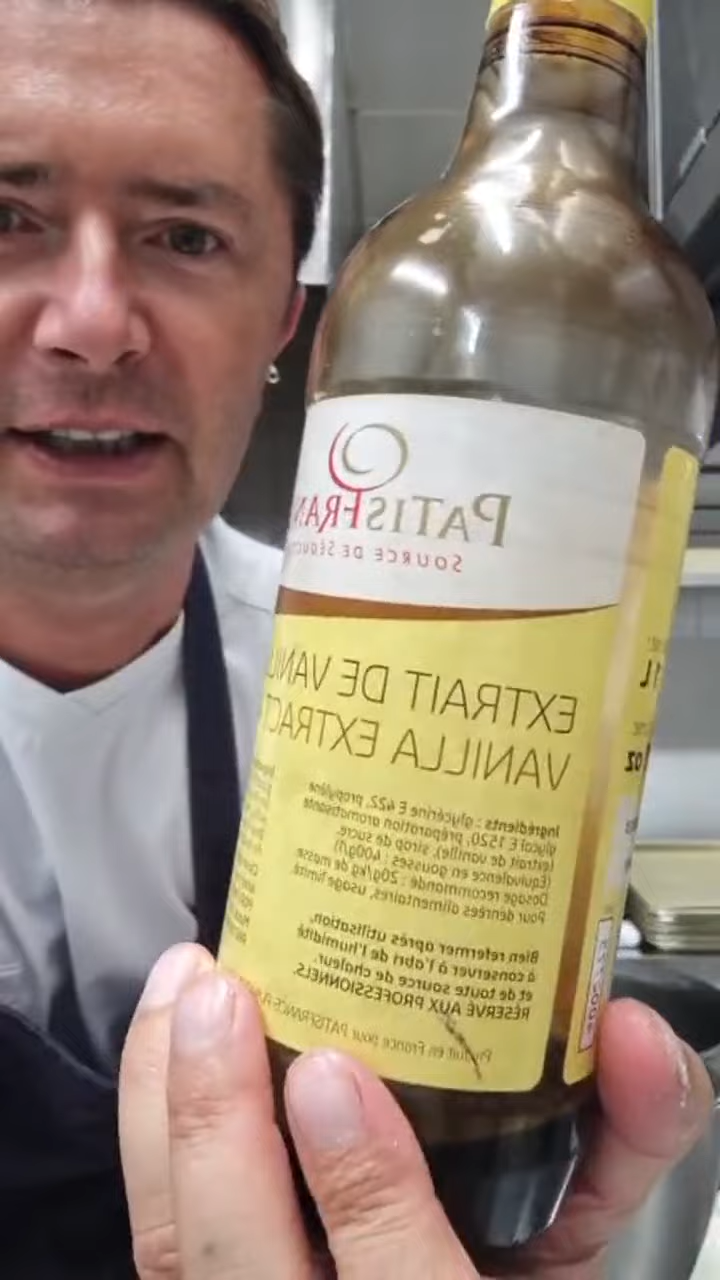 PATISFRAN
SOURCE DE SÉDUCT
EXTRAIT DE VANIL
VANILLA EXTRACT
Ingrédients : glycérine E 422, propylène
glycol E 1520, préparation aromatisante
(extrait de vanille), sirop de sucre.
(Equivalence en gousses : 400g/l)
Dosage recommandé : 20g/kg de masse
Pour denrées alimentaires, usage limité.
Bien refermer après utilisation,
à conserver à l'abri de l'humidité
et de toute source de chaleur.
RÉSERVÉ AUX PROFESSIONNELS.
Produit en France pour PATISFRANCE
1L
oz